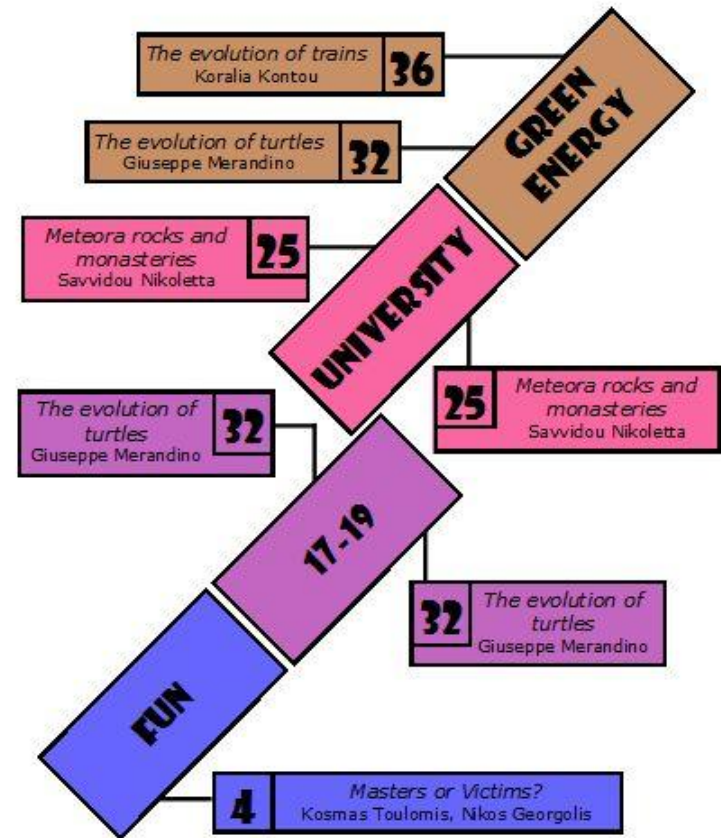 The evolution of trains
Koralia Kontou
36
GREEN
ENERGY
The evolution of turtles
Giuseppe Merandino
32
Meteora rocks and
monasteries
Savvidou Nikoletta
25
UNIVERSITY
25
Meteora rocks and
monasteries
Savvidou Nikoletta
The evolution of
turtles
Giuseppe Merandino
32
17-19
32
The evolution of
turtles
Giuseppe Merandino
FUN
4
Masters or Victims?
Kosmas Toulomis, Nikos Georgolis